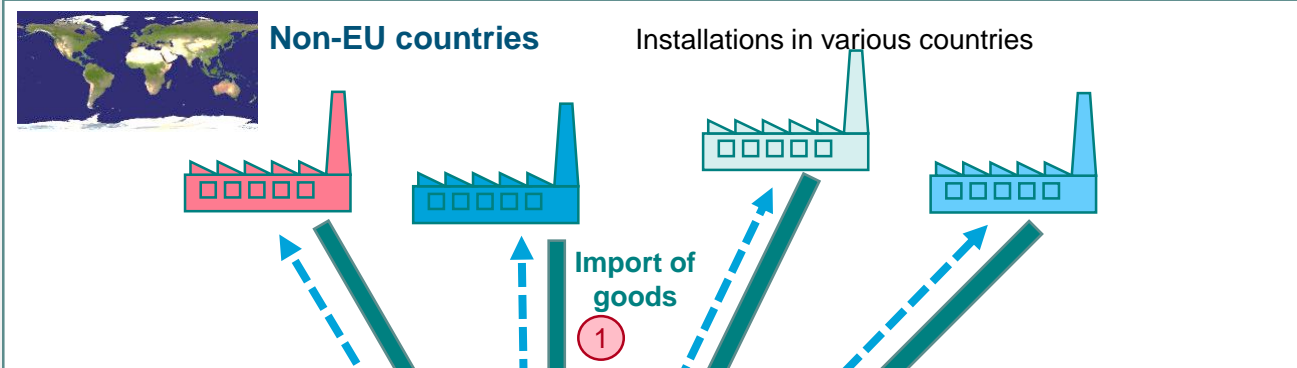 Non-EU countries
Installations in various countries
Import of
goods
1